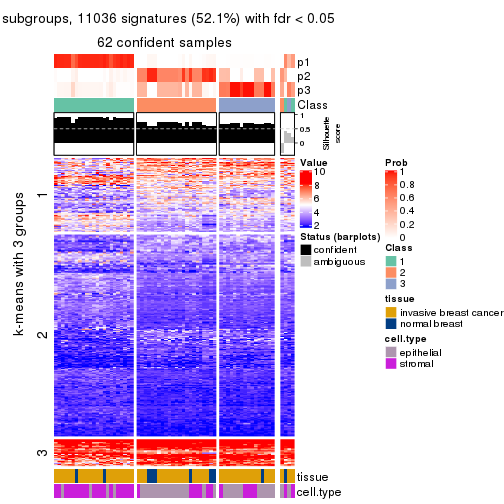 subgroups, 11036 signatures (52.1%) with fdr < 0.05
62 confident samples
p1
p2
p3
Class
1
0.5
0
Silhouette
score
k-means with 3 groups
1
2
3
tissue
cell.type
Value
10
8
6
4
2
Status (barplots)
confident
ambiguous
Prob
1
0.8
0.6
0.4
0.2
0
Class
1
2
3
tissue
invasive breast cancer
normal breast
cell.type
epithelial
stromal